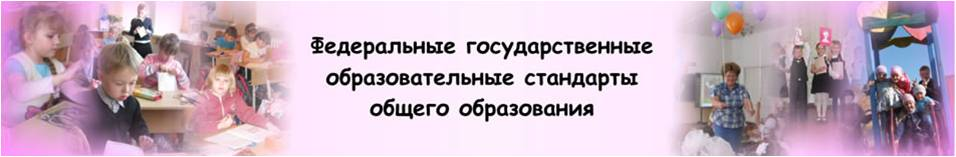 Федеральные государственные
образовательные стандарты
общего образования